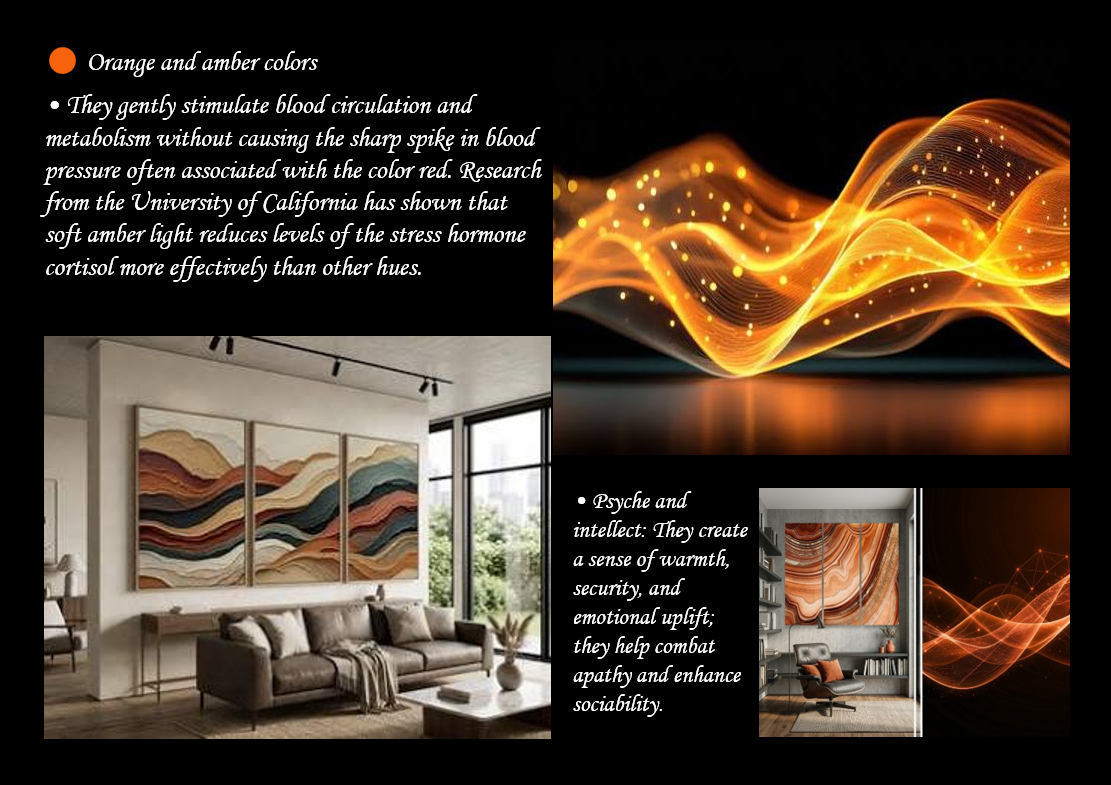 Orange and amber colors
• They gently stimulate blood circulation and
metabolism without causing the sharp spike in blood
pressure often associated with the color red. Research
from the University of California has shown that
soft amber light reduces levels of the stress hormone
cortisol more effectively than other hues.
• Psyche and
intellect: They create
a sense of warmth,
security, and
emotional uplift;
they help combat
apathy and enhance
sociability.